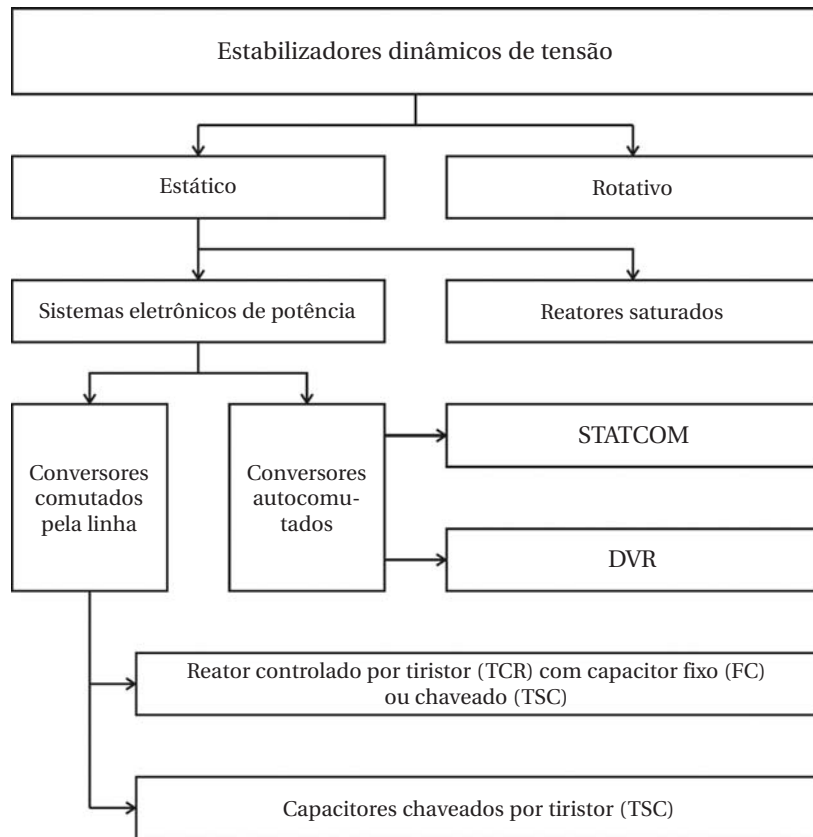 Estabilizadores dinâmicos de tensão
Estático
Rotativo
Sistemas eletrônicos de potência
Reatores saturados
Conversores
comutados
pela linha
Conversores
autocomu-
tados
STATCOM
DVR
Reator controlado por tiristor (TCR) com capacitor fixo (FC)
ou chaveado (TSC)
Capacitores chaveados por tiristor (TSC)